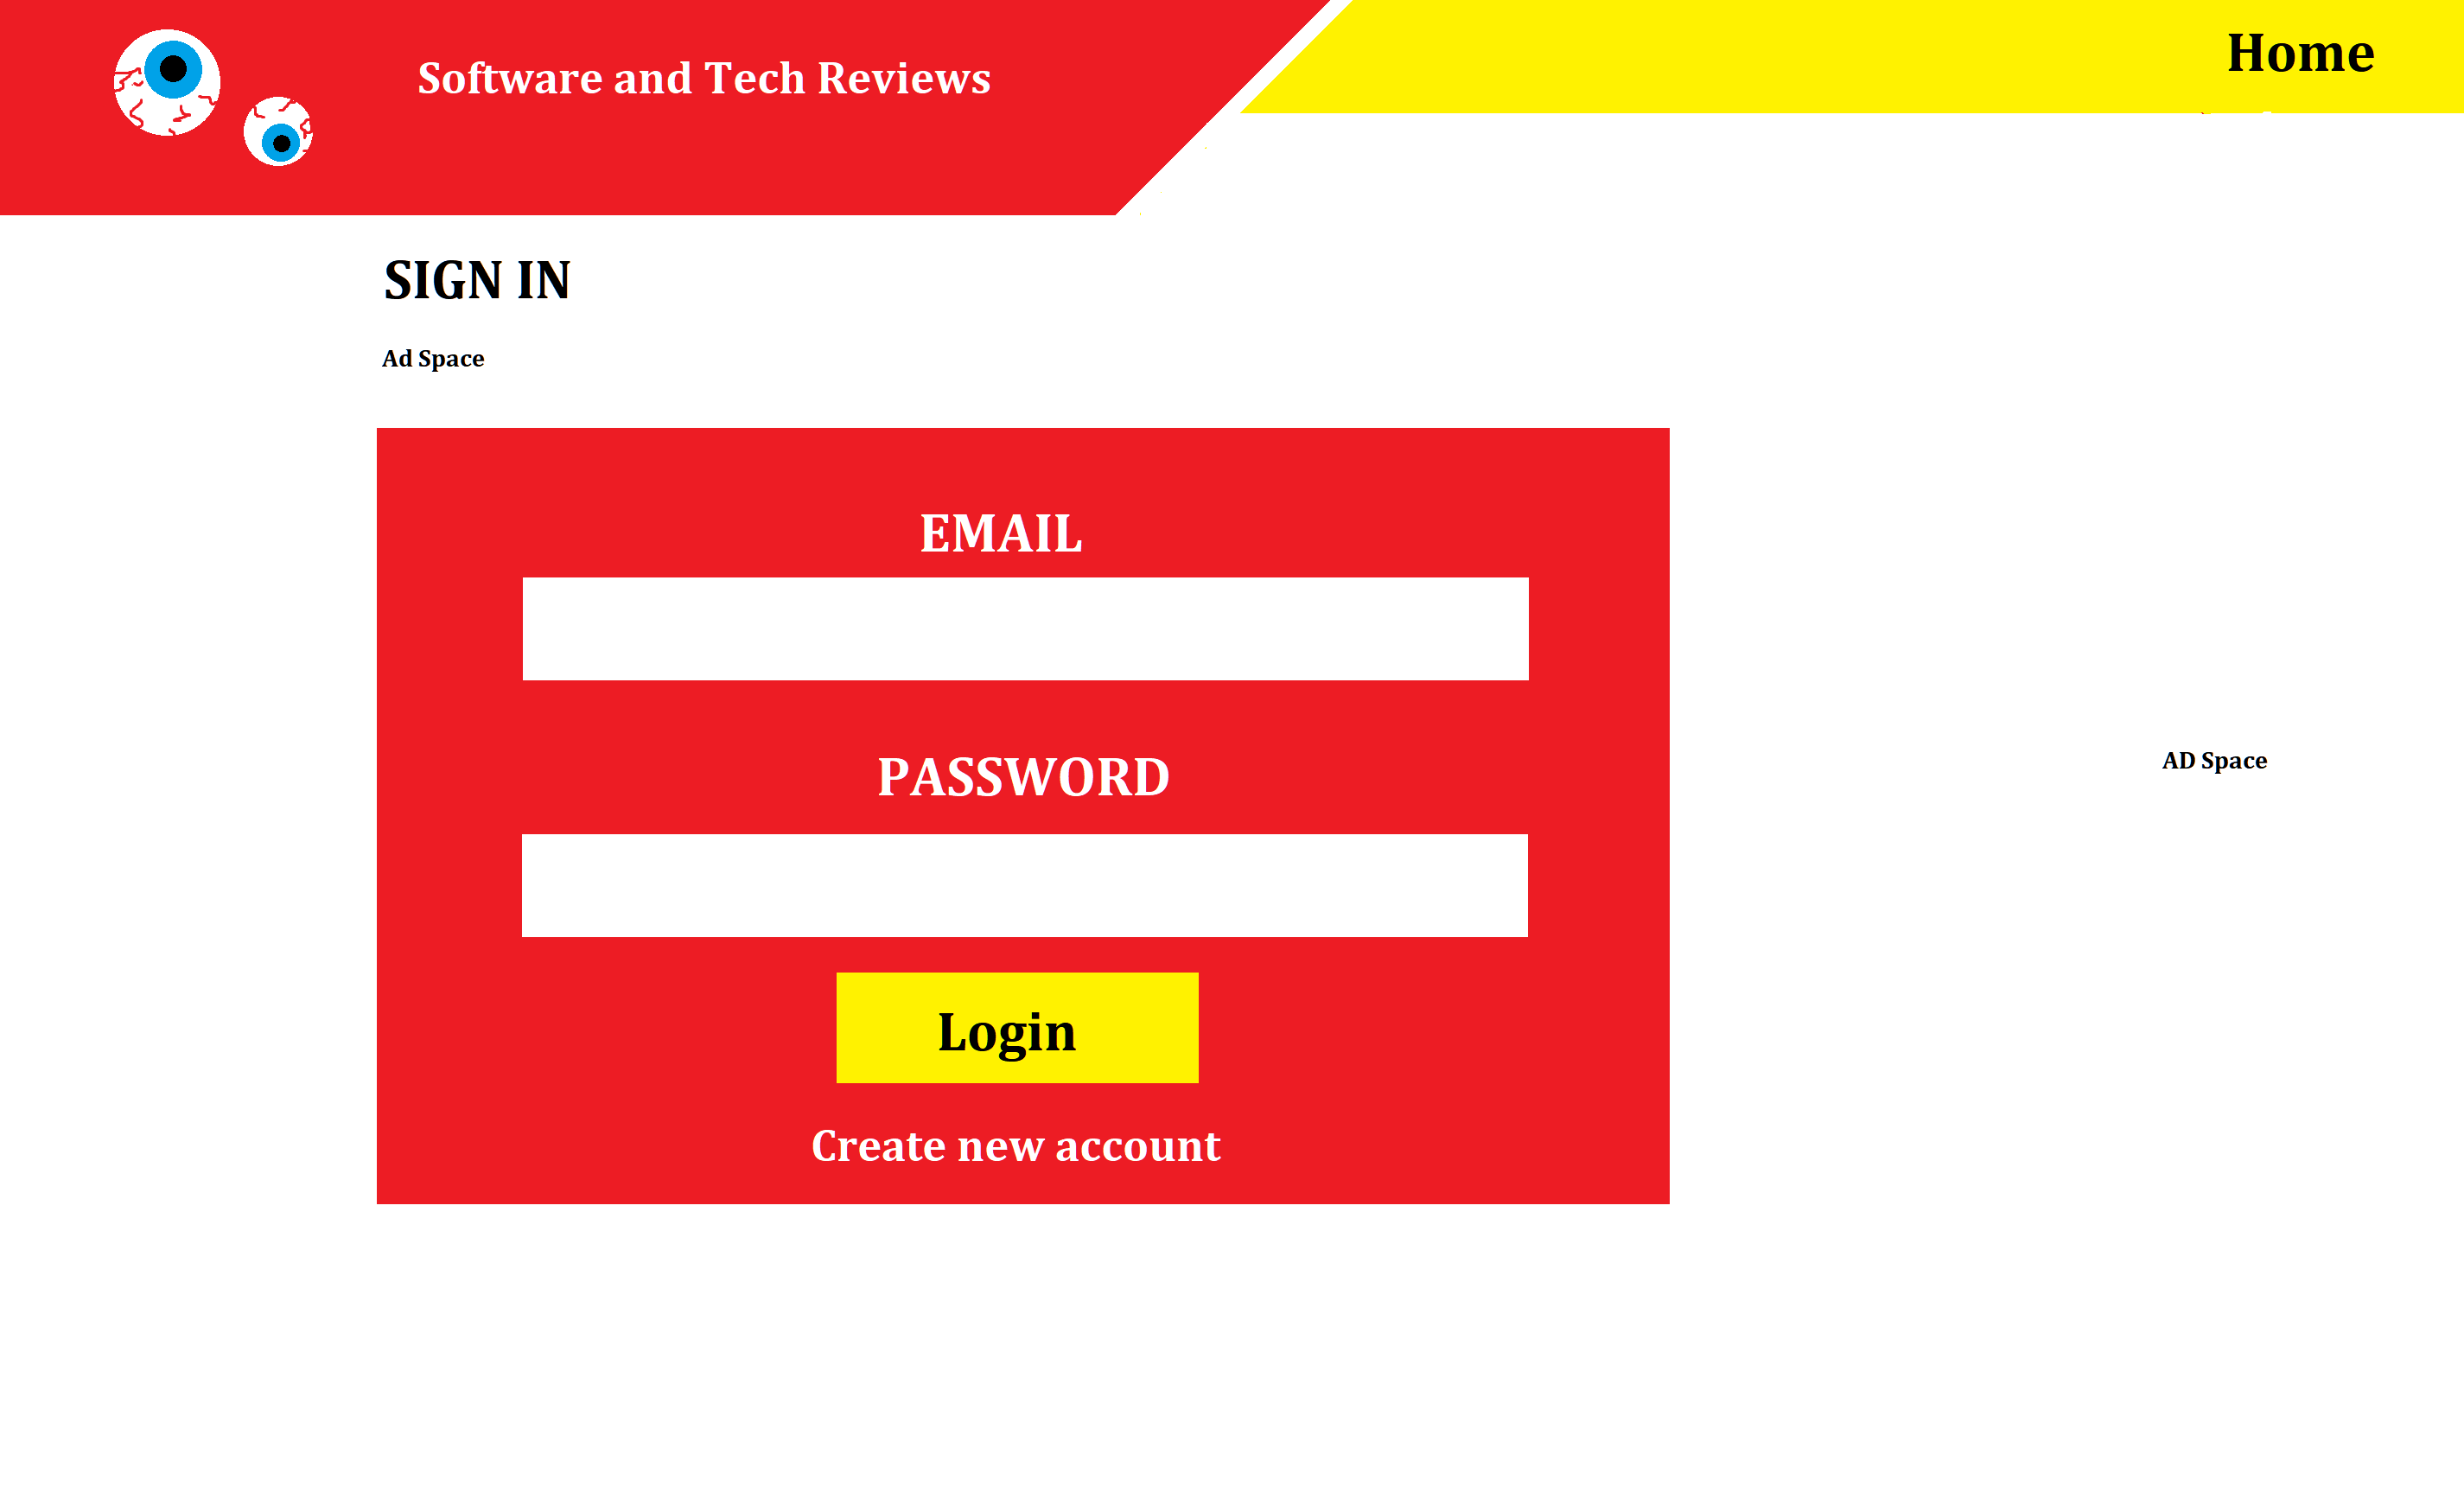 Software and Tech Reviews
Home
SIGN IN
Ad Space
EMAIL
PASSWORD
AD Space
Login
Create new account